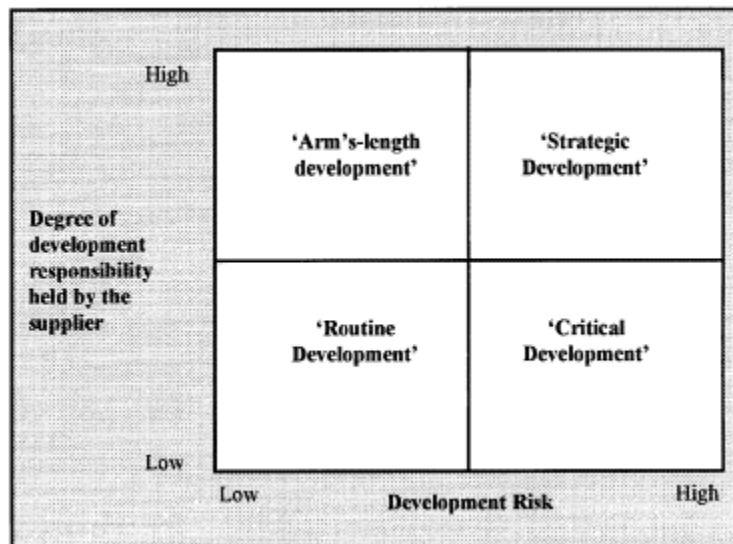 High
‘Arm’s-length
development’
‘Strategic
Development’
Degree of
development
responsibility
held by the
supplier
‘Routine
Development’
‘Critical
Development’
Low
Low
Development Risk
High